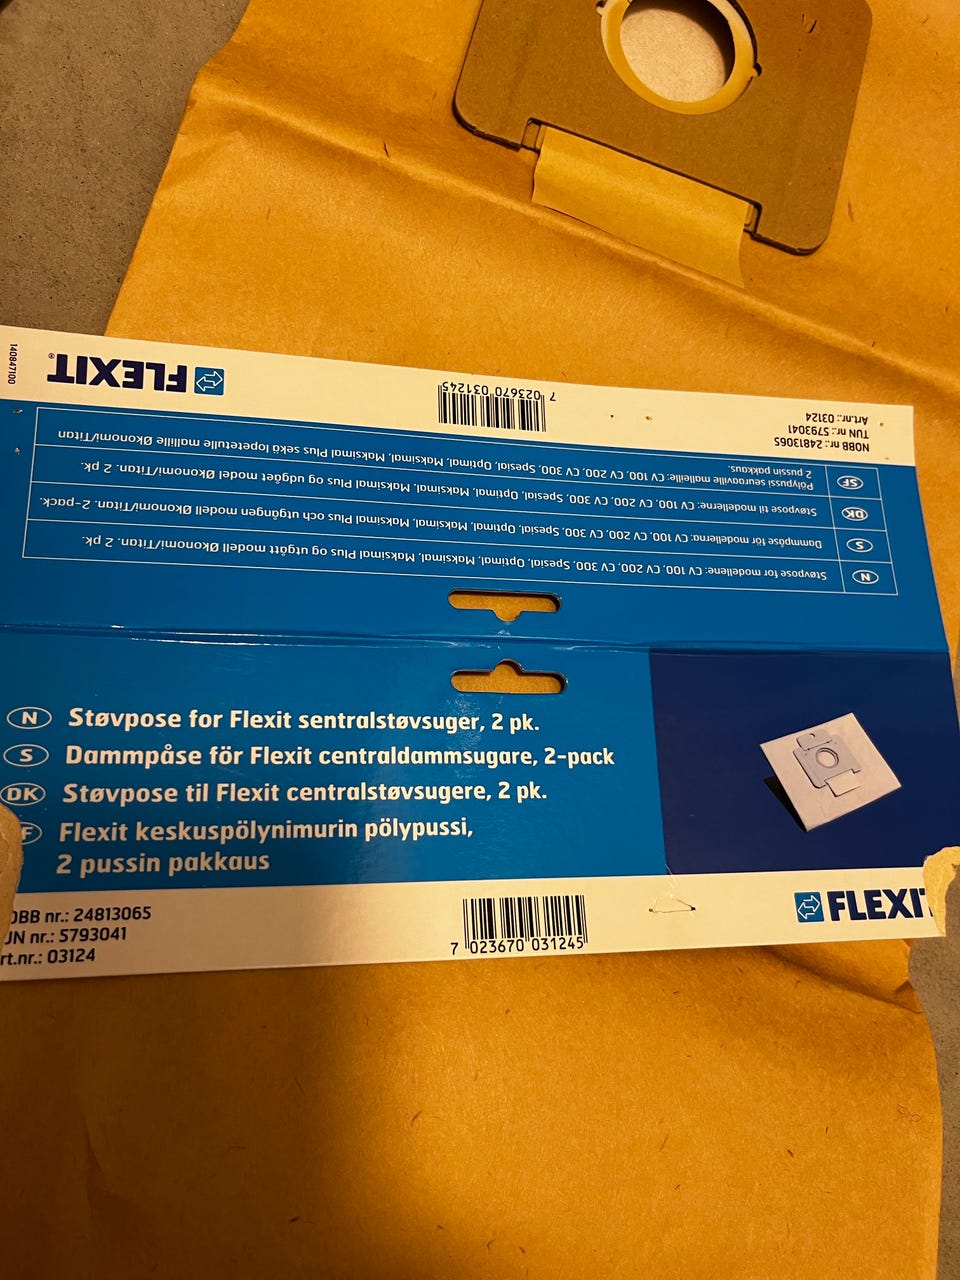 140847100
FLEXIT®
7 023670 031245
NOBB nr: 24813065
TUN nr: 5793041
Art.nr.: 03124
N Støvpose for modellene: CV 100, CV 200, CV 300, Spesial, Optimal, Maksimal, Maksimal Plus og utgått modell Økonomi/Titan. 2 pk.
S Dammpåse för modellerna: CV 100, CV 200, CV 300, Spesial, Optimal, Maksimal, Maksimal Plus och utgången modell Økonomi/Titan. 2-pack.
DK Støvpose til modellerne: CV 100, CV 200, CV 300, Spesial, Optimal, Maksimal, Maksimal Plus og udgået model Økonomi/Titan. 2 pk.
SF Pölypussi seuraaville malleille: CV 100, CV 200, CV 300, Spesial, Optimal, Maksimal, Maksimal Plus sekä lopetetulle mallille Økonomi/Titan
2 pussin pakkaus.
N Støvpose for Flexit sentralstøvsuger, 2 pk.
S Dammpåse för Flexit centraldammsugare, 2-pack
DK Støvpose til Flexit centralstøvsugere, 2 pk.
F Flexit keskuspölynimurin pölypussi,
2 pussin pakkaus
OBB nr.: 24813065
UN nr.: 5793041
rt.nr.: 03124
7 023670 031245
FLEXIT